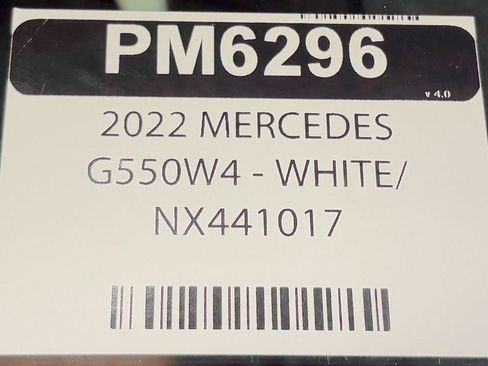 PM6296
v 4.0
2022 MERCEDES
G550W4 - WHITE/
NX441017